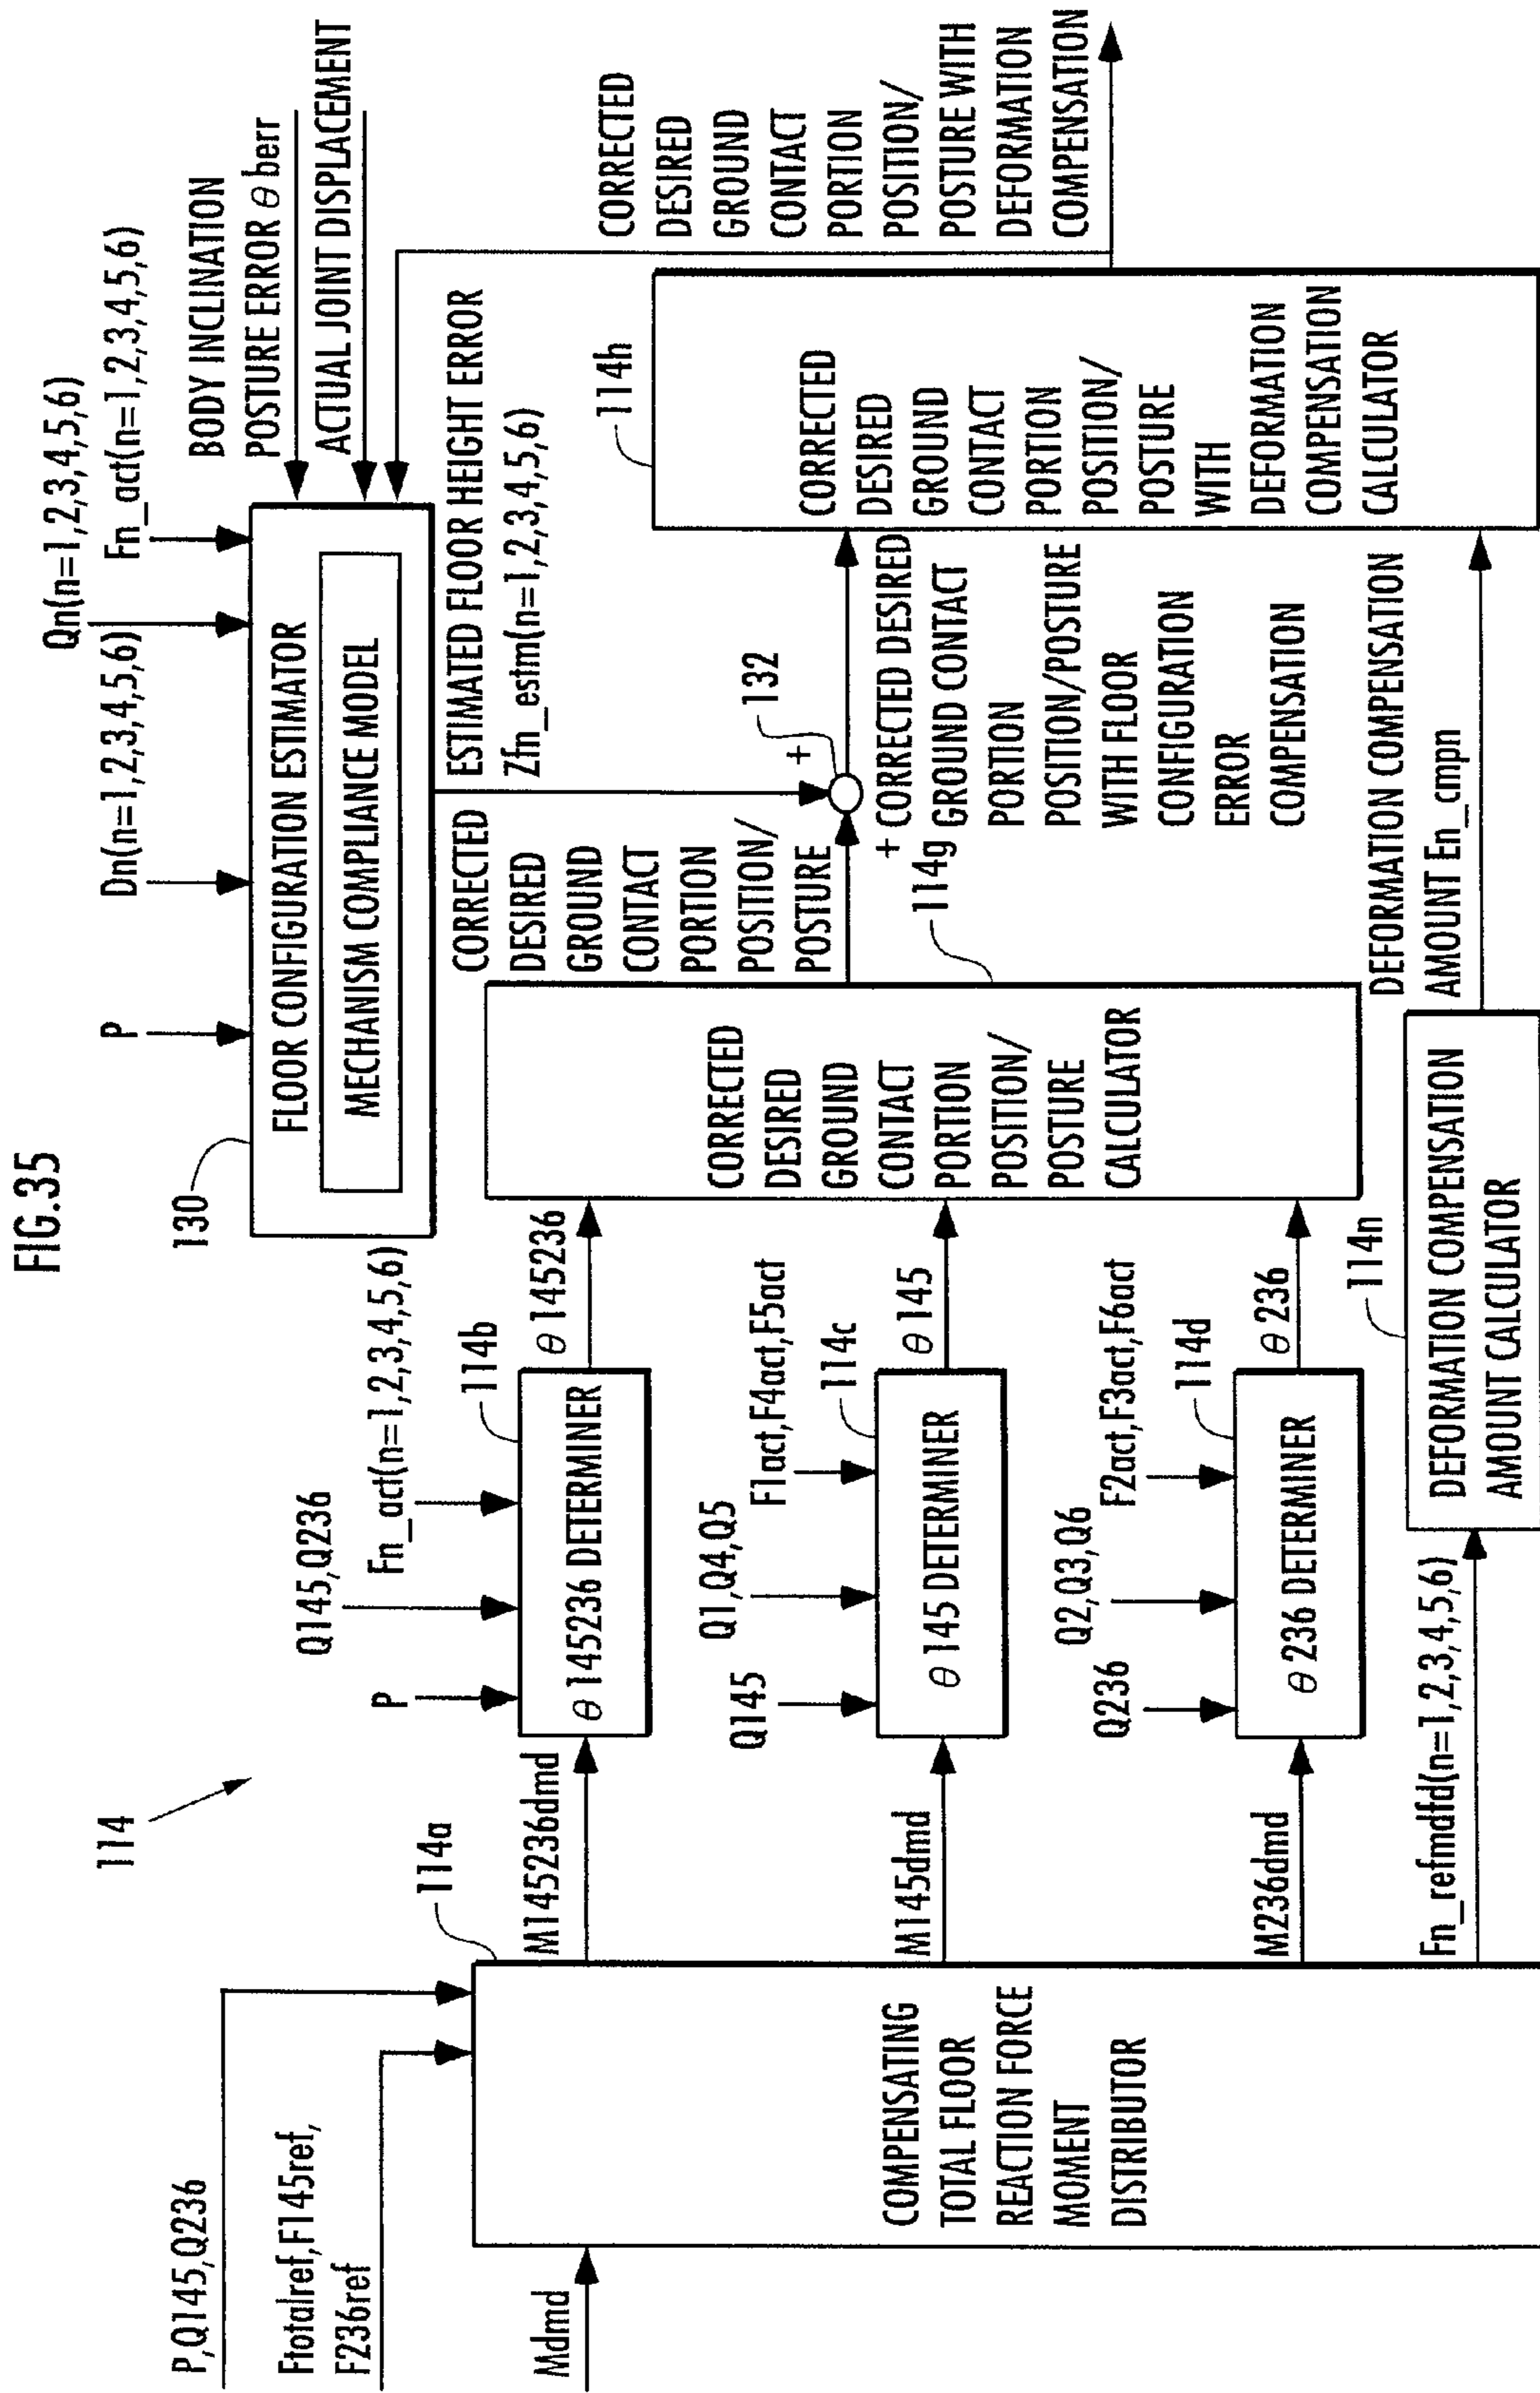 FIG.35
114
P,Q145,Q236
Ftotalref,F145ref,
F236ref
Mdmd
114a
COMPENSATING
TOTAL FLOOR
REACTION FORCE
MOMENT
DISTRIBUTOR
M145236dmd
M145dmd
M236dmd
Fn_refmdfd(n=1,2,3,4,5,6)
P
Q145,Q236
Fn_act(n=1,2,3,4,5,6)
114b
θ 145236 DETERMINER
θ 145236
Q145
Q1,Q4,Q5
F1act,F4act,F5act
114c
θ 145 DETERMINER
θ 145
Q236
Q2,Q3,Q6
F2act,F3act,F6act
114d
θ 236 DETERMINER
θ 236
114n
DEFORMATION COMPENSATION
AMOUNT CALCULATOR
DEFORMATION COMPENSATION
AMOUNT En_cmpn
130
P
Dn(n=1,2,3,4,5,6)
Qn(n=1,2,3,4,5,6)
Fn_act(n=1,2,3,4,5,6)
FLOOR CONFIGURATION ESTIMATOR
MECHANISM COMPLIANCE MODEL
BODY INCLINATION
POSTURE ERROR θ berr
ACTUAL JOINT DISPLACEMENT
ESTIMATED FLOOR HEIGHT ERROR
Zfn_estm(n=1,2,3,4,5,6)
CORRECTED
DESIRED
GROUND
CONTACT
PORTION
POSITION/
POSTURE
CALCULATOR
114g
CORRECTED
DESIRED
GROUND
CONTACT
PORTION
POSITION/
POSTURE
132
+
+
CORRECTED DESIRED
GROUND CONTACT
PORTION
POSITION/POSTURE
WITH FLOOR
CONFIGURATION
ERROR
COMPENSATION
114h
CORRECTED
DESIRED
GROUND
CONTACT
PORTION
POSITION/
POSTURE
WITH
DEFORMATION
COMPENSATION
CALCULATOR
CORRECTED
DESIRED
GROUND
CONTACT
PORTION
POSITION/
POSTURE WITH
DEFORMATION
COMPENSATION